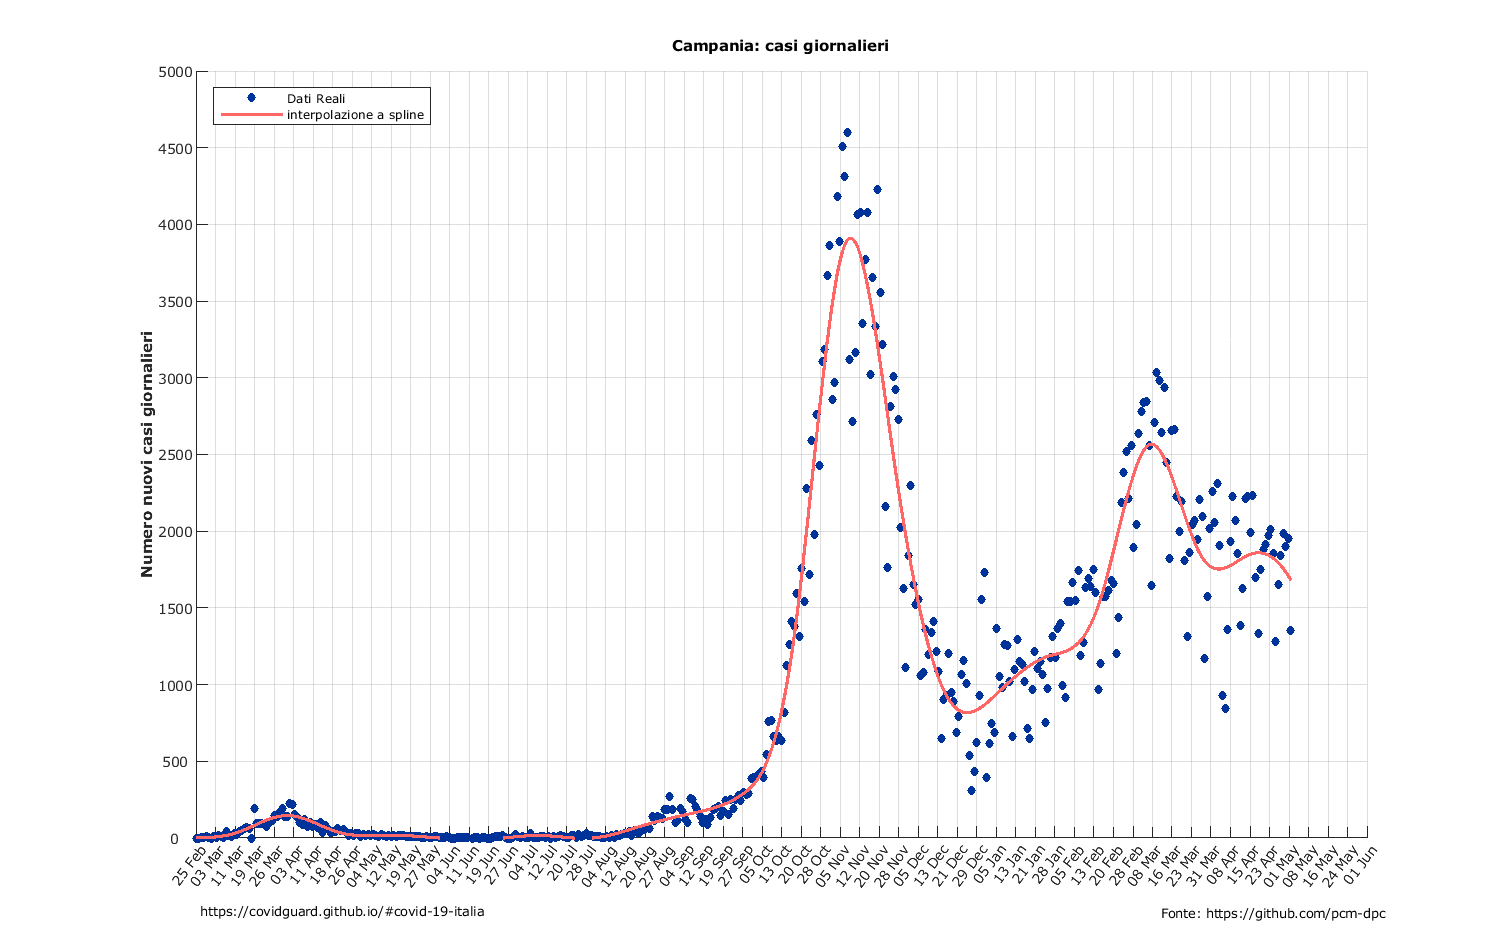 Campania: casi giornalieri
Dati Reali
interpolazione a spline
Numero nuovi casi giornalieri
5000
4500
4000
3500
3000
2500
2000
1500
1000
500
0
25 Feb
03 Mar
11 Mar
19 Mar
26 Mar
03 Apr
11 Apr
18 Apr
26 Apr
04 May
12 May
19 May
27 May
04 Jun
11 Jun
19 Jun
27 Jun
04 Jul
12 Jul
20 Jul
28 Jul
04 Aug
12 Aug
20 Aug
27 Aug
04 Sep
12 Sep
19 Sep
27 Sep
05 Oct
13 Oct
20 Oct
28 Oct
05 Nov
12 Nov
20 Nov
28 Nov
05 Dec
13 Dec
21 Dec
29 Dec
05 Jan
13 Jan
21 Jan
28 Jan
05 Feb
13 Feb
20 Feb
28 Feb
08 Mar
16 Mar
23 Mar
31 Mar
08 Apr
15 Apr
23 Apr
01 May
08 May
16 May
24 May
01 Jun
https://covidguard.github.io/#covid-19-italia
Fonte: https://github.com/pcm-dpc